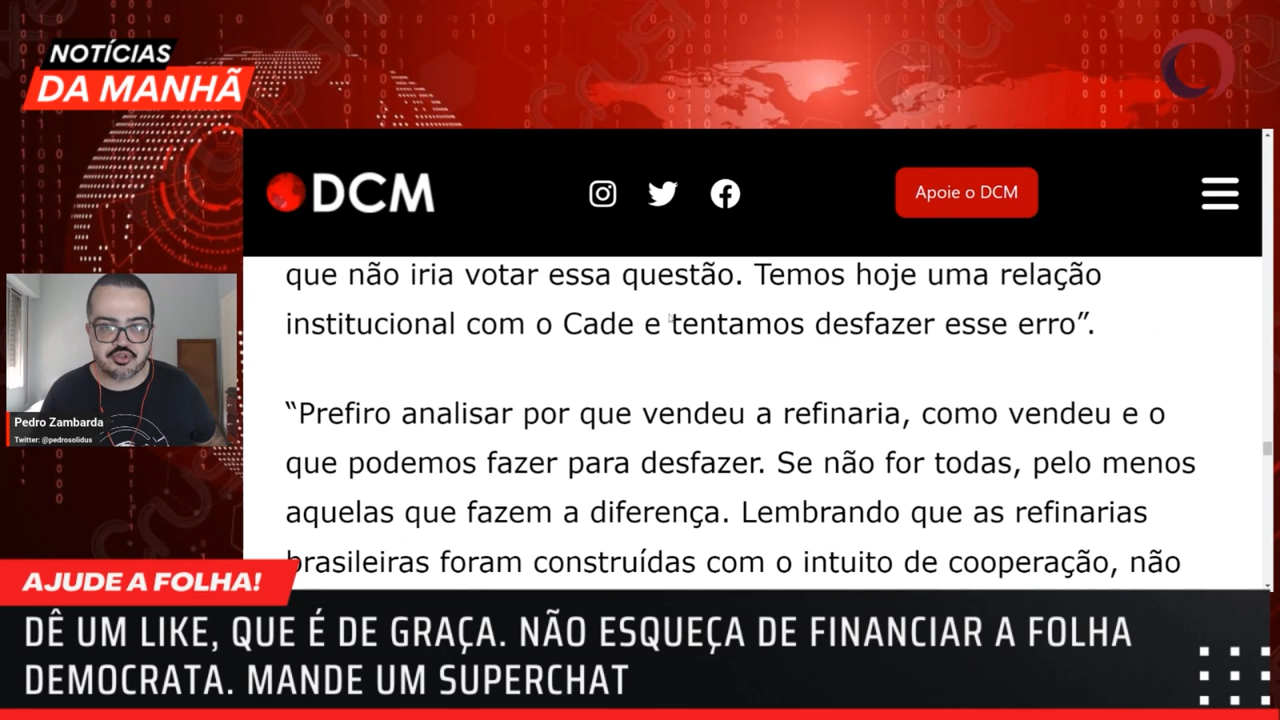 NOTÍCIAS
DA MANHÃ
DCM
Apoie o DCM
que não iria votar essa questão. Temos hoje uma relação
institucional com o Cade e tentamos desfazer esse erro”.
“Prefiro analisar por que vendeu a refinaria, como vendeu e o
que podemos fazer para desfazer. Se não for todas, pelo menos
aquelas que fazem a diferença. Lembrando que as refinarias
brasileiras foram construídas com o intuito de cooperação, não
Pedro Zambarda
Twitter: @pedrosolidus
AJUDE A FOLHA!
DÊ UM LIKE, QUE É DE GRAÇA. NÃO ESQUEÇA DE FINANCIAR A FOLHA
DEMOCRATA. MANDE UM SUPERCHAT